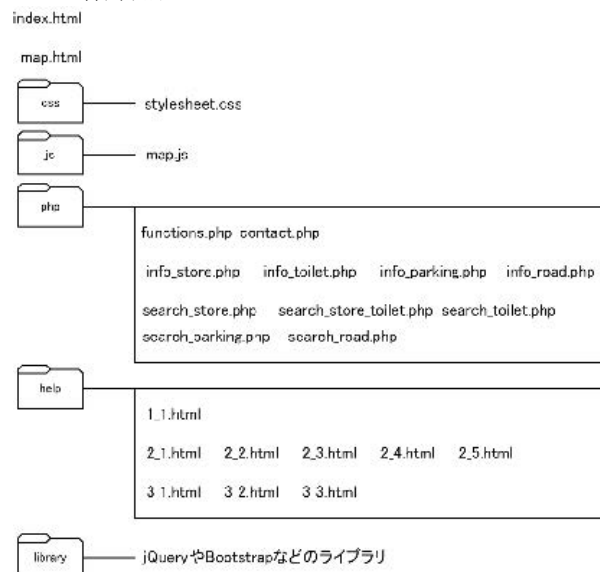 index.html
map.html
css
stylesheet.css
js
map.js
php
functions.php contact.php
info_store.php info_toilet.php info_parking.php info_road.php
search_store.php search_store_toilet.php search_toilet.php
search_parking.php search_road.php
help
1_1.html
2_1.html 2_2.html 2_3.html 2_4.html 2_5.html
3_1.html 3_2.html 3_3.html
library
jQueryやBootstrapなどのライブラリ